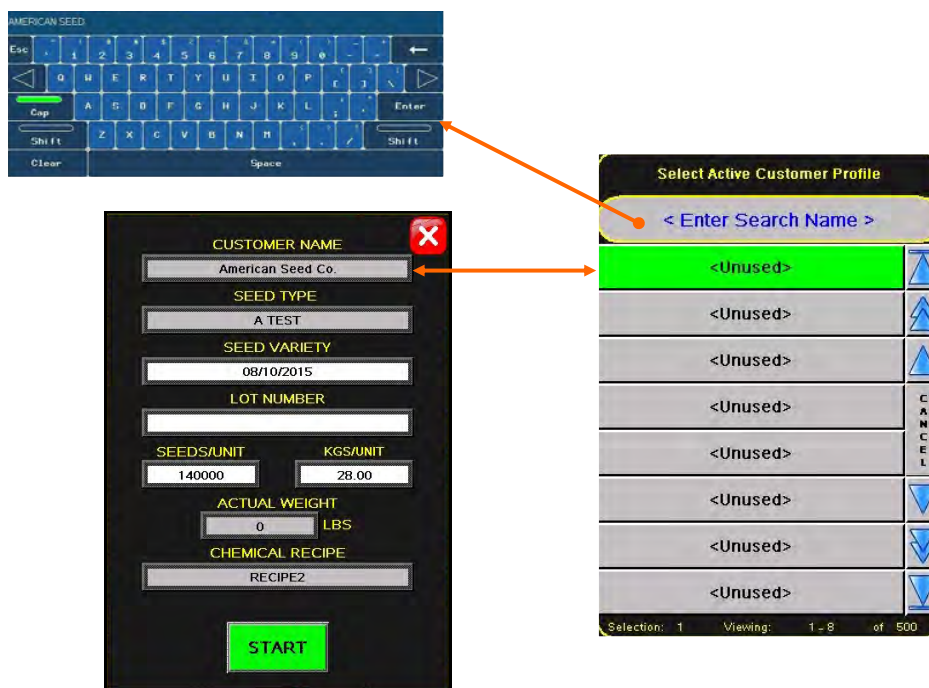 AMERICAN SEED
Esc 1 2 3 4 5 6 7 8 9 0
Q W E R T Y U I O P
Cap A S D F G H J K L Enter
Shift Z X C V B N M Shift
Clear Space
CUSTOMER NAME
American Seed Co.
SEED TYPE
A TEST
SEED VARIETY
08/10/2015
LOT NUMBER
SEEDS/UNIT KGS/UNIT
140000 28.00
ACTUAL WEIGHT
0 LBS
CHEMICAL RECIPE
RECIPE2
START
Select Active Customer Profile
< Enter Search Name >
<Unused>
<Unused>
<Unused>
<Unused>
<Unused>
<Unused>
<Unused>
<Unused>
CANCEL
Selection: 1 Viewing: 1 - 8 of 500